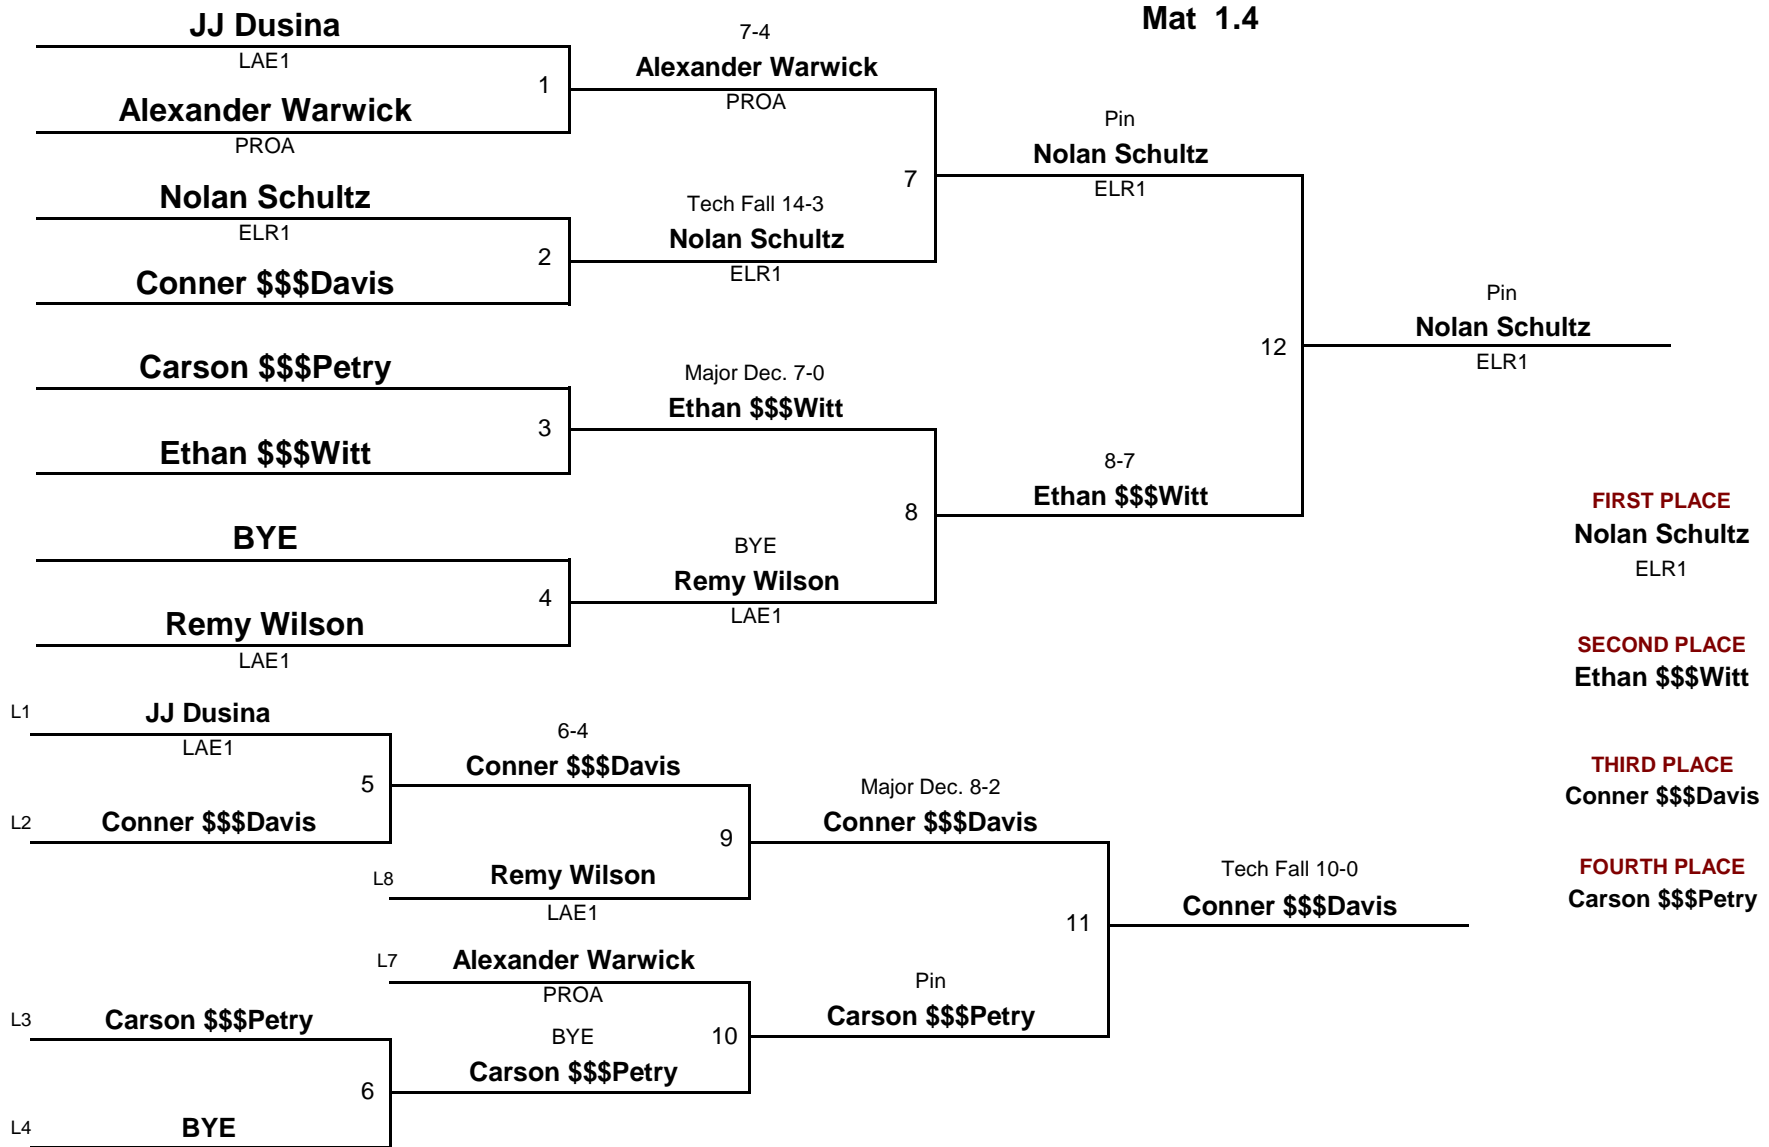 Mat 1.4
JJ Dusina
LAE1
1
Alexander Warwick
PROA
7-4
Alexander Warwick
PROA
Nolan Schultz
ELR1
2
Conner $$$Davis
Tech Fall 14-3
Nolan Schultz
ELR1
7
Pin
Nolan Schultz
ELR1
Carson $$$Petry
3
Ethan $$$Witt
Major Dec. 7-0
Ethan $$$Witt
BYE
4
Remy Wilson
LAE1
BYE
Remy Wilson
LAE1
8
8-7
Ethan $$$Witt
12
Pin
Nolan Schultz
ELR1
FIRST PLACE
Nolan Schultz
ELR1
SECOND PLACE
Ethan $$$Witt
THIRD PLACE
Conner $$$Davis
FOURTH PLACE
Carson $$$Petry
L1
JJ Dusina
LAE1
5
L2
Conner $$$Davis
6-4
Conner $$$Davis
9
L8
Remy Wilson
LAE1
Major Dec. 8-2
Conner $$$Davis
L7
Alexander Warwick
PROA
L3
Carson $$$Petry
6
L4
BYE
BYE
Carson $$$Petry
10
Pin
Carson $$$Petry
11
Tech Fall 10-0
Conner $$$Davis